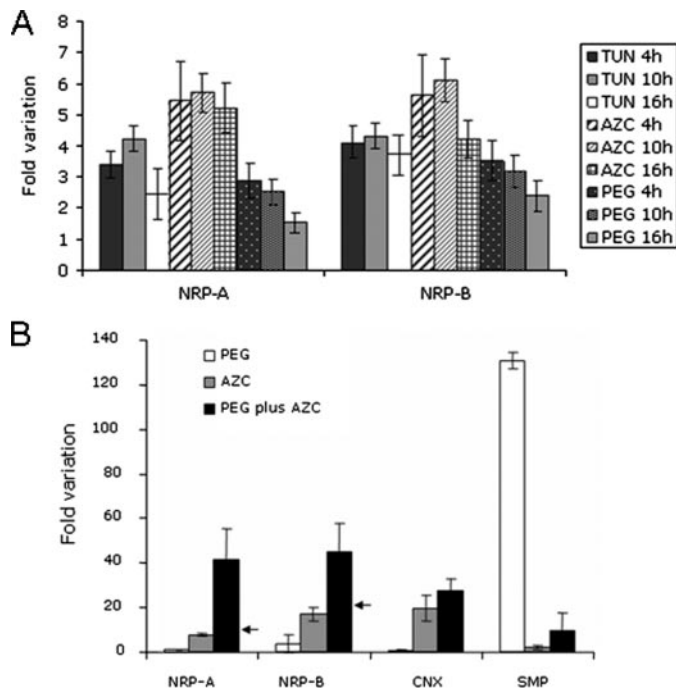 A
8
7
6
5
4
3
2
1
0
Fold variation
NRP-A NRP-B
TUN 4h
TUN 10h
TUN 16h
AZC 4h
AZC 10h
AZC 16h
PEG 4h
PEG 10h
PEG 16h
B
140
120
100
80
60
40
20
0
Fold variation
PEG
AZC
PEG plus AZC
NRP-A NRP-B CNX SMP